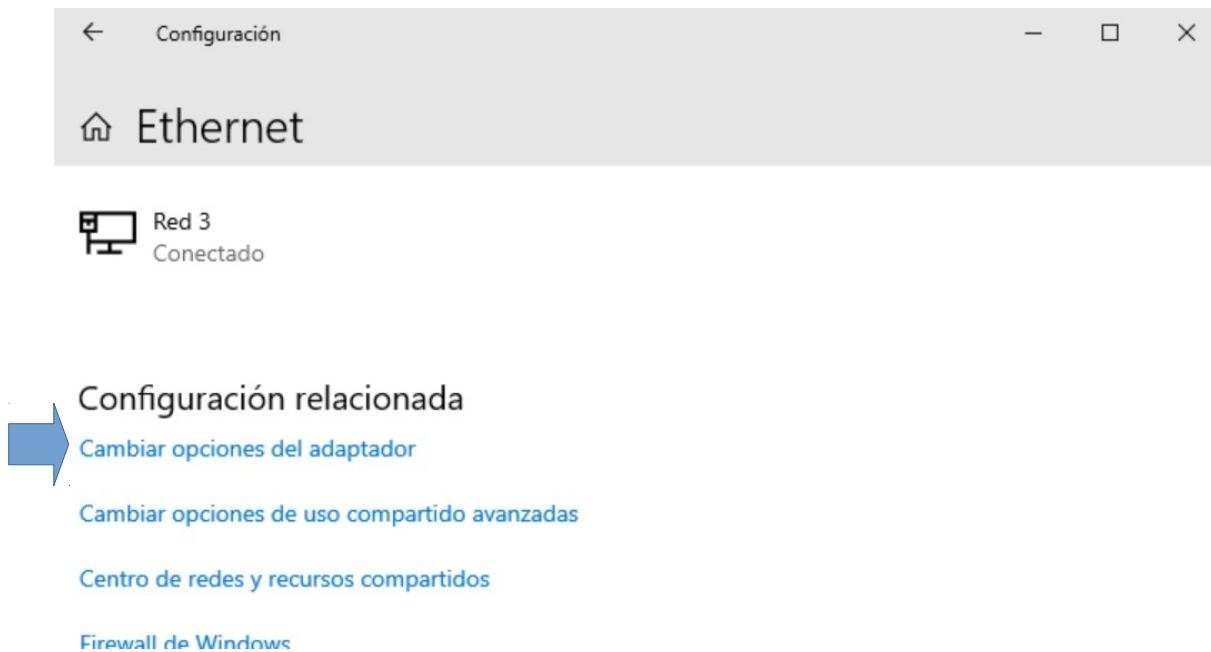 Configuración
Ethernet
Red 3
Conectado
Configuración relacionada
Cambiar opciones del adaptador
Cambiar opciones de uso compartido avanzadas
Centro de redes y recursos compartidos
Firewall de Windows